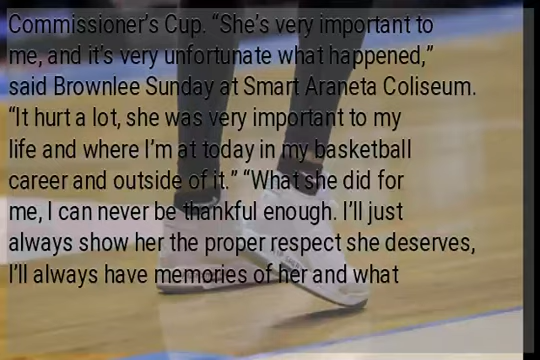 Commissioner's Cup. “She's very important to
me, and it's very unfortunate what happened,”
said Brownlee Sunday at Smart Araneta Coliseum.
“It hurt a lot, she was very important to my
life and where I'm at today in my basketball
career and outside of it.” “What she did for
me, I can never be thankful enough. I'll just
always show her the proper respect she deserves,
I'll always have memories of her and what